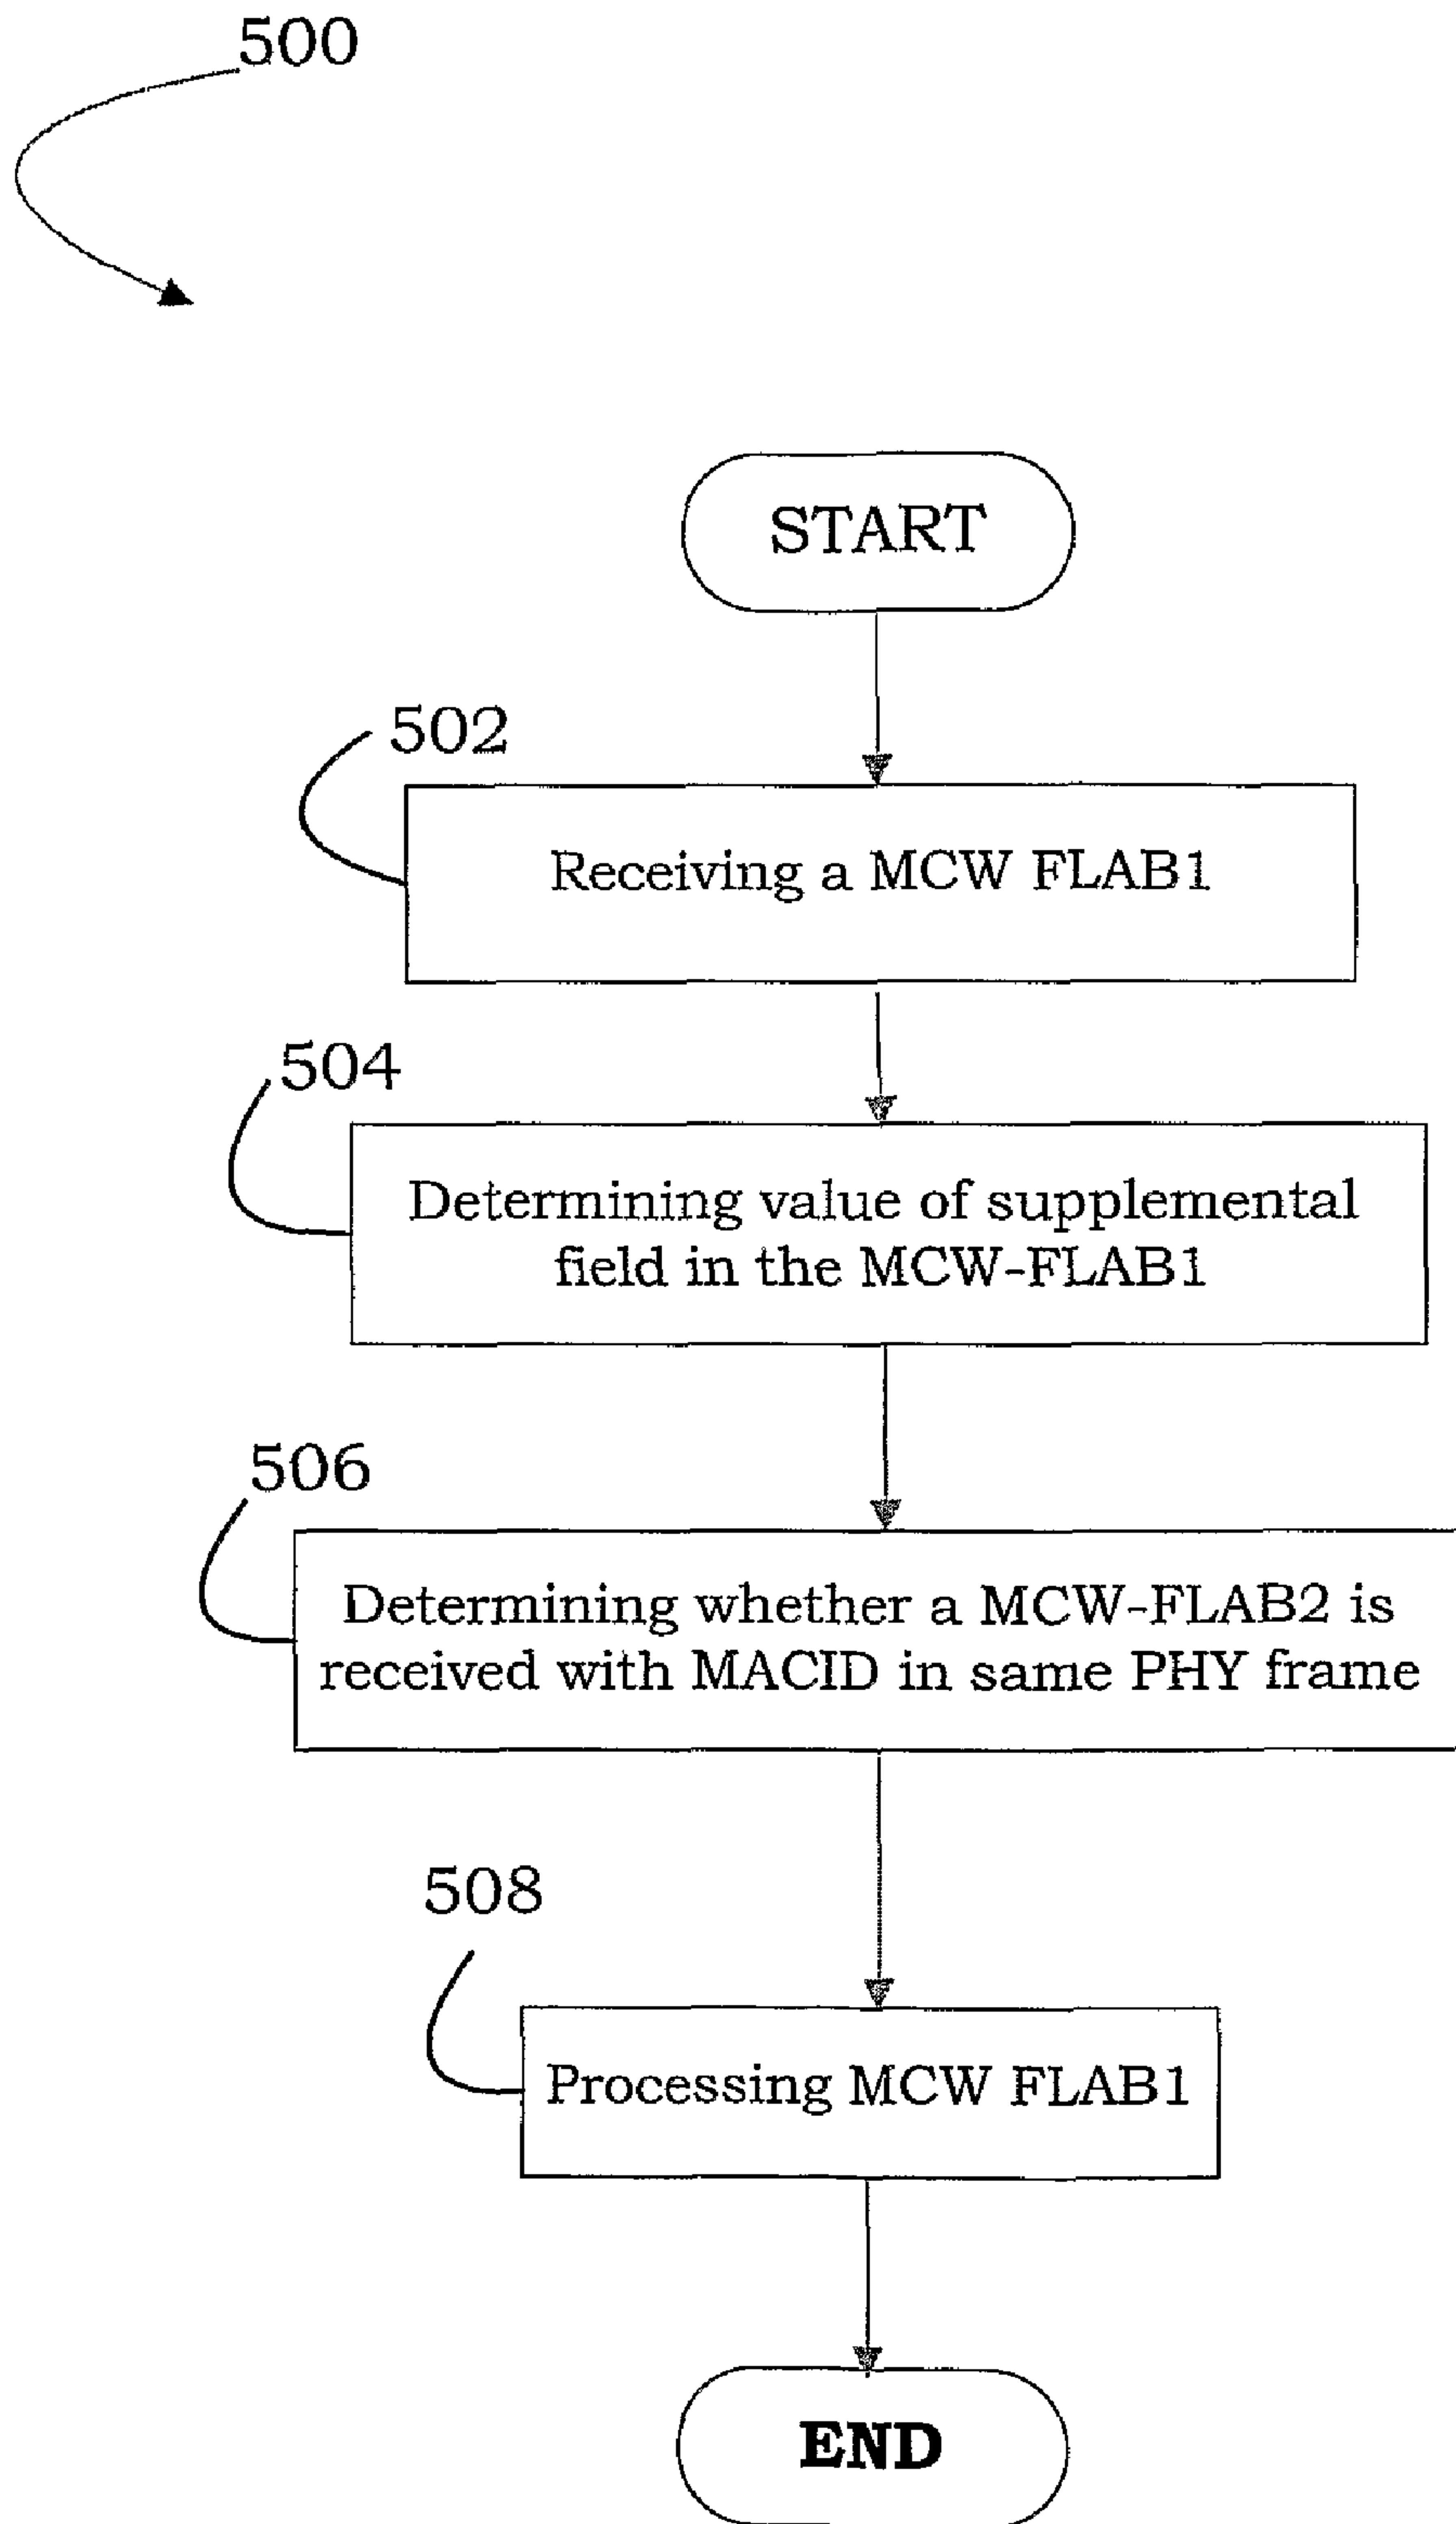 500
START
502
Receiving a MCW FLAB1
504
Determining value of supplemental
field in the MCW-FLAB1
506
Determining whether a MCW-FLAB2 is
received with MACID in same PHY frame
508
Processing MCW FLAB1
END